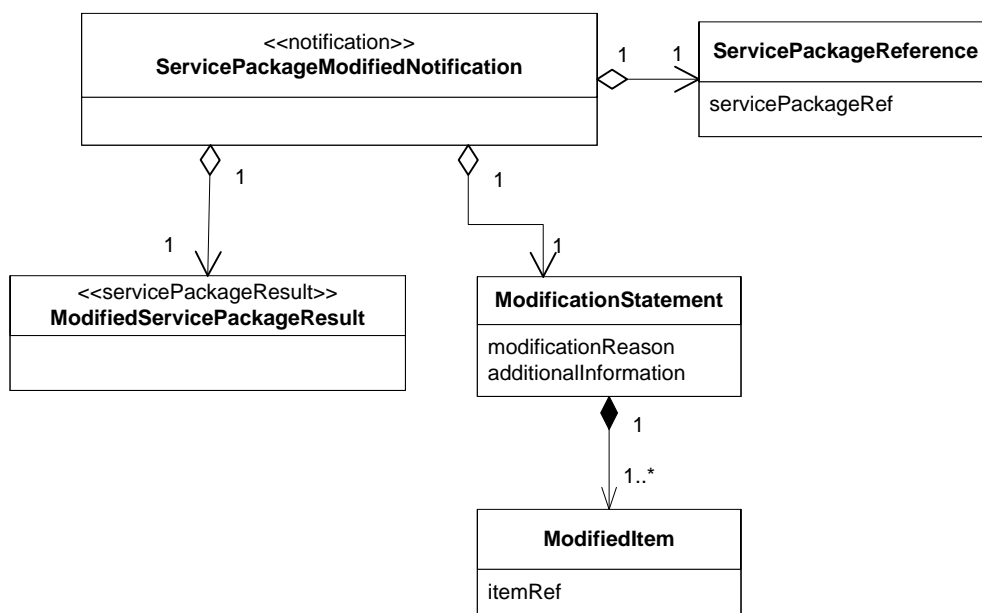 <<notification>>
ServicePackageModifiedNotification
1
1
ServicePackageReference
servicePackageRef
1
1
1
1
<<servicePackageResult>>
ModifiedServicePackageResult
ModificationStatement
modificationReason
additionalInformation
1
1..*
ModifiedItem
itemRef